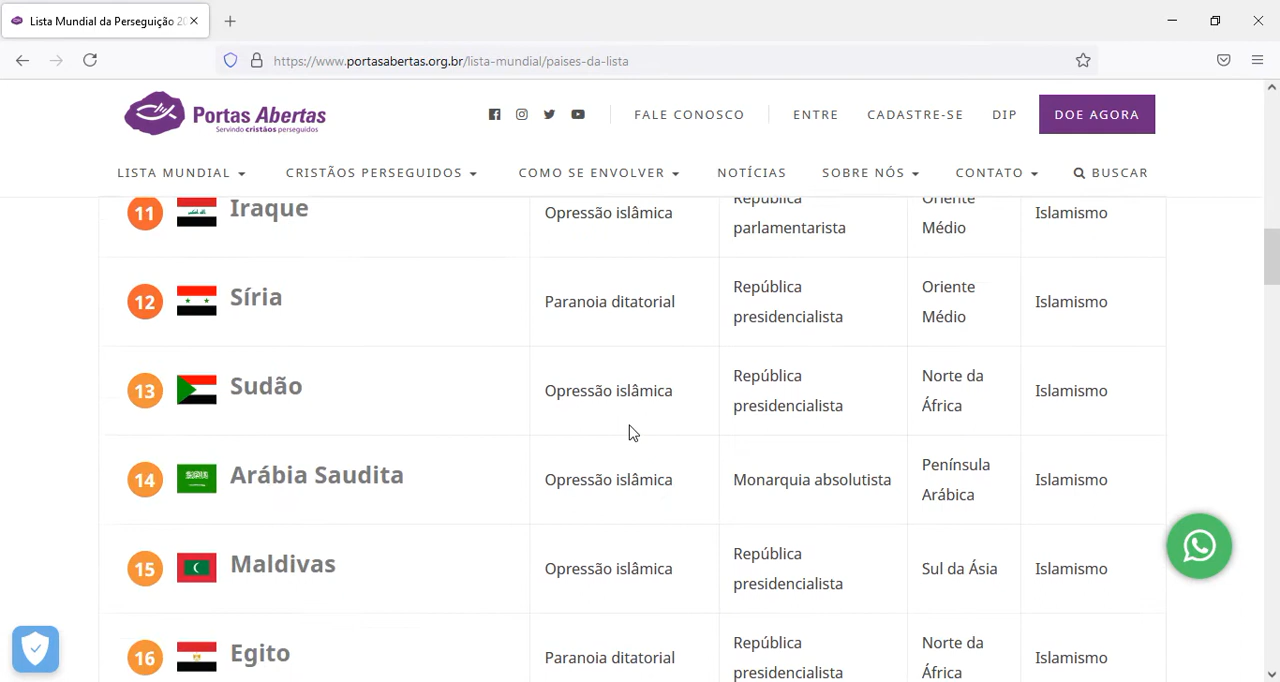 Lista Mundial da Perseguição 20
https://www.portasabertas.org.br/lista-mundial/paises-da-lista
Portas Abertas
Servindo cristãos perseguidos
FALE CONOSCO
ENTRE
CADASTRE-SE
DIP
DOE AGORA
LISTA MUNDIAL
CRISTÃOS PERSEGUIDOS
COMO SE ENVOLVER
NOTÍCIAS
SOBRE NÓS
CONTATO
BUSCAR
11
Iraque
Opressão islâmica
República
parlamentarista
Oriente
Médio
Islamismo
12
Síria
Paranoia ditatorial
República
presidencialista
Oriente
Médio
Islamismo
13
Sudão
Opressão islâmica
República
presidencialista
Norte da
África
Islamismo
14
Arábia Saudita
Opressão islâmica
Monarquia absolutista
Península
Arábica
Islamismo
15
Maldivas
Opressão islâmica
República
presidencialista
Sul da Ásia
Islamismo
16
Egito
Paranoia ditatorial
República
presidencialista
Norte da
África
Islamismo